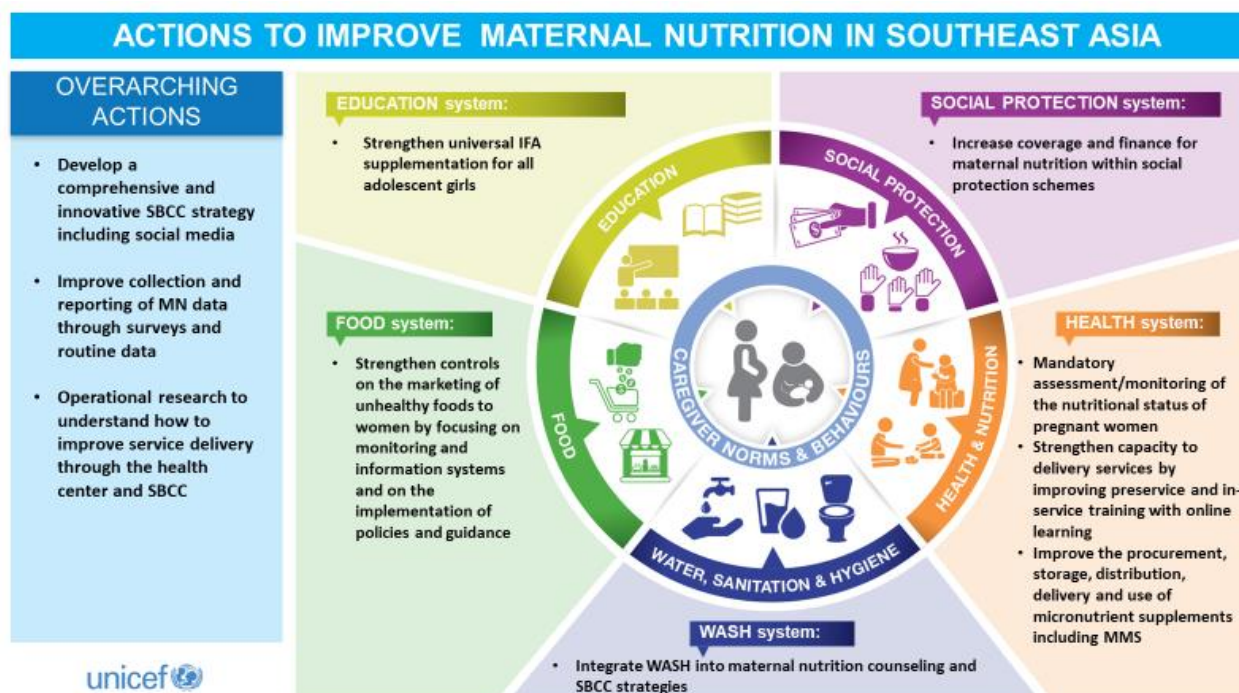 ACTIONS TO IMPROVE MATERNAL NUTRITION IN SOUTHEAST ASIA
OVERARCHING
ACTIONS
• Develop a
comprehensive and
innovative SBCC strategy
including social media
• Improve collection and
reporting of MN data
through surveys and
routine data
• Operational research to
understand how to
improve service delivery
through the health
center and SBCC
unicef
EDUCATION system:
• Strengthen universal IFA
supplementation for all
adolescent girls
SOCIAL PROTECTION system:
• Increase coverage and finance for
maternal nutrition within social
protection schemes
FOOD system:
• Strengthen controls
on the marketing of
unhealthy foods to
women by focusing on
monitoring and
information systems
and on the
implementation of
policies and guidance
EDUCATION
SOCIAL PROTECTION
FOOD
HEALTH & NUTRITION
WATER, SANITATION & HYGIENE
CAREGIVER NORMS & BEHAVIOURS
HEALTH system:
• Mandatory
assessment/monitoring of
the nutritional status of
pregnant women
• Strengthen capacity to
delivery services by
improving preservice and in-
service training with online
learning
• Improve the procurement,
storage, distribution,
delivery and use of
micronutrient supplements
including MMS
WASH system:
• Integrate WASH into maternal nutrition counseling and
SBCC strategies